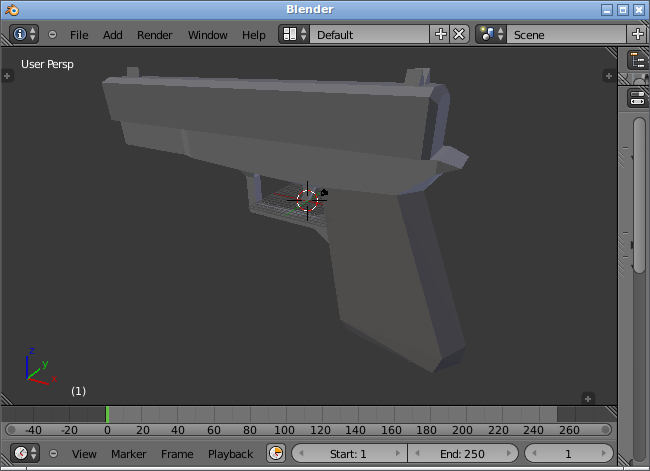 Blender
File Add Render Window Help Default Scene
User Persp
z
y
x
(1)
-40 -20 0 20 40 60 80 100 120 140 160 180 200 220 240 260
View Marker Frame Playback Start: 1 End: 250 1